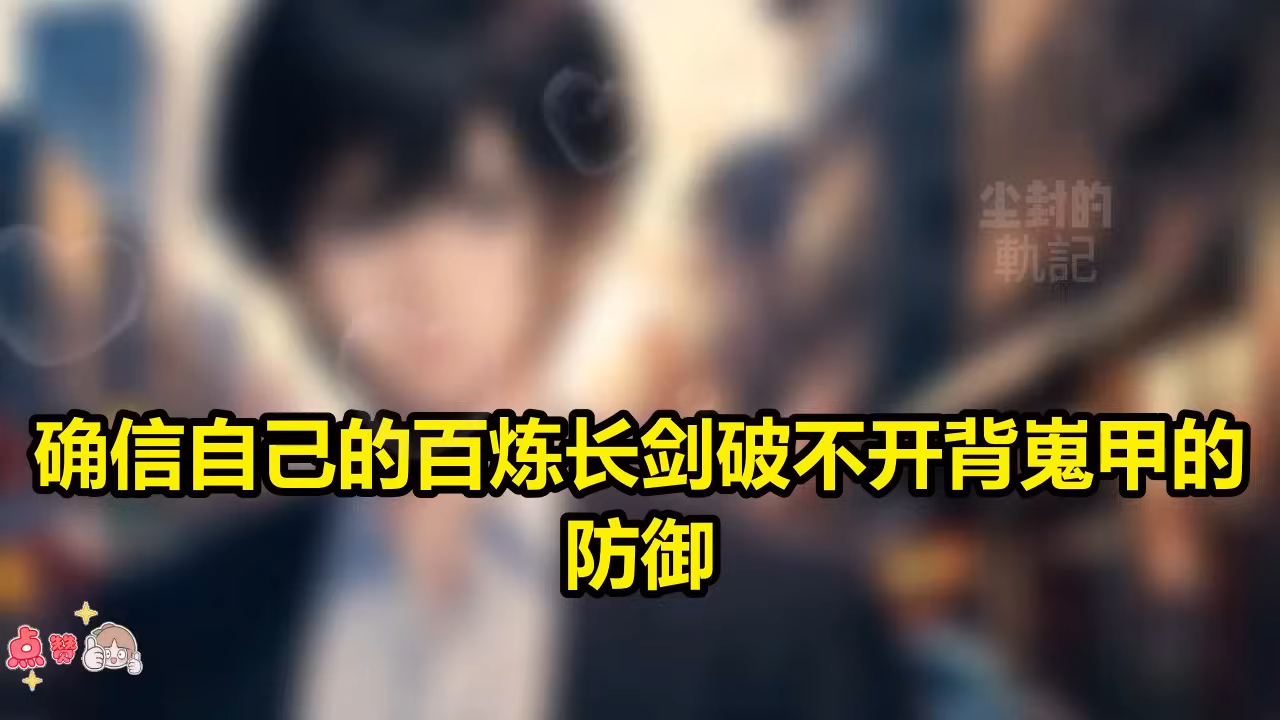 尘封的
軌記
确信自己的百炼长剑破不开背嵬甲的
防御
点赞